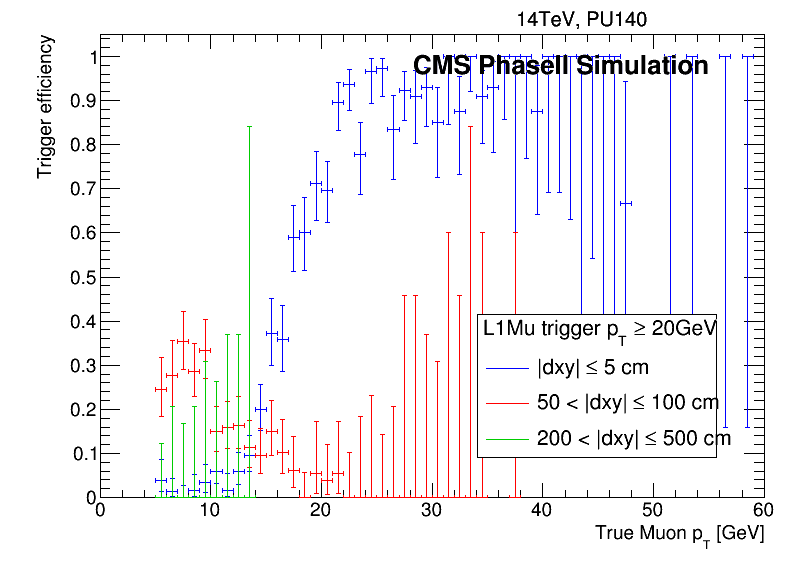 14TeV, PU140
CMS PhaseII Simulation
Trigger efficiency
1
0.9
0.8
0.7
0.6
0.5
0.4
0.3
0.2
0.1
0
L1Mu trigger p_T ≥ 20GeV
|dxy| ≤ 5 cm
50 < |dxy| ≤ 100 cm
200 < |dxy| ≤ 500 cm
0 10 20 30 40 50 60
True Muon p_T [GeV]